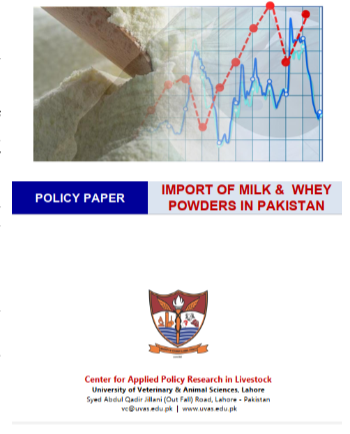 POLICY PAPER
IMPORT OF MILK & WHEY
POWDERS IN PAKISTAN
Center for Applied Policy Research in Livestock
University of Veterinary & Animal Sciences, Lahore
Syed Abdul Qadir Jillani (Out Fall) Road, Lahore – Pakistan
vc@uvas.edu.pk | www.uvas.edu.pk